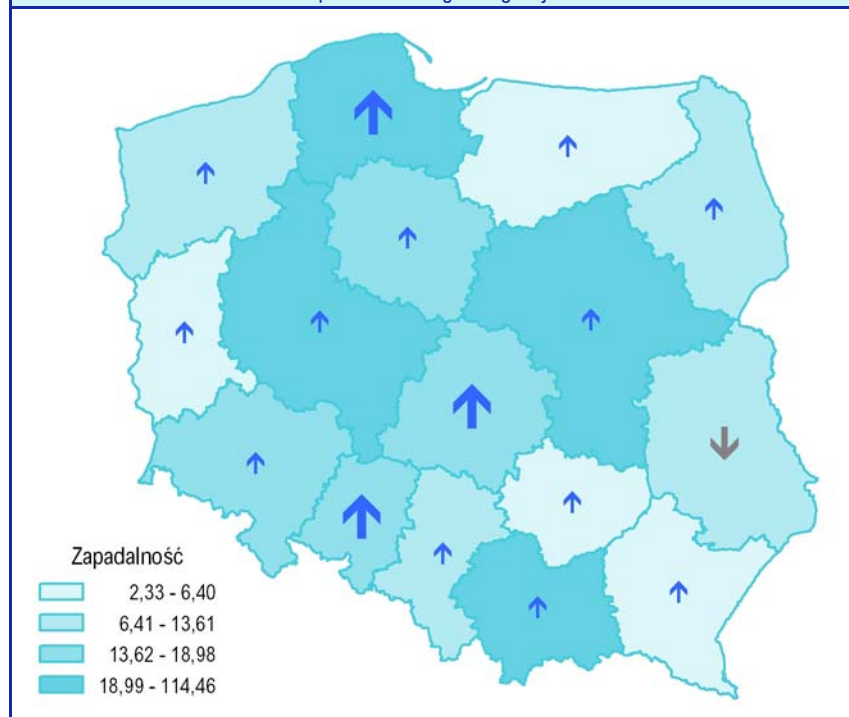 Zapadalność
2,33 - 6,40
6,41 - 13,61
13,62 - 18,98
18,99 - 114,46